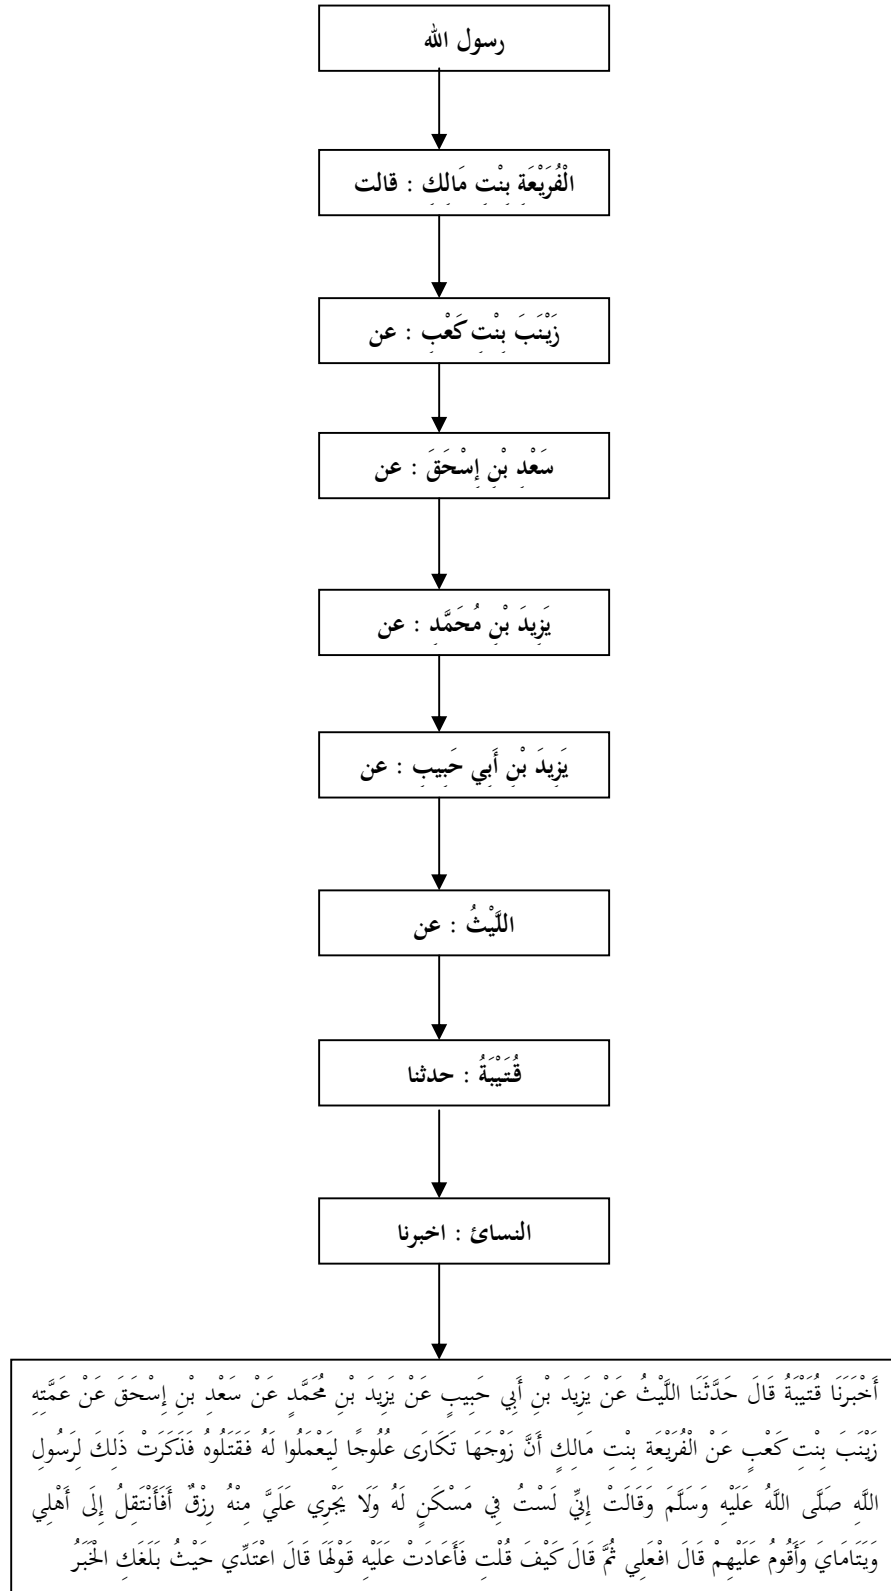 رسول الله
الْفُرَيْعَةِ بِنْتِ مَالِكِ : قالت
زَيْنَبَ بِنْتِ كَعْبِ : عن
سَعْدِ بْنِ إِسْحَقَ : عن
يَزِيدَ بْنِ مُحَمَّدِ : عن
يَزِيدَ بْنِ أَبِي حَبِيبِ : عن
اللَّيْثُ : عن
قُتَيْبَةُ : حدثنا
النسائ : اخبرنا
أَخْبَرَنَا قُتَيْبَةُ قَالَ حَدَّثَنَا اللَّيْثُ عَنْ يَزِيدَ بْنِ أَبِي حَبِيبٍ عَنْ يَزِيدَ بْنِ مُحَمَّدٍ عَنْ سَعْدِ بْنِ إِسْحَقَ عَنْ عَمَّتِهِ
زَيْنَبَ بِنْتِ كَعْبٍ عَنْ الْفُرَيْعَةِ بِنْتِ مَالِكٍ أَنَّ زَوْجَهَا تَكَارَى عُلُوجًا لِيَعْمَلُوا لَهُ فَقَتَلُوهُ فَذَكَرَتْ ذَلِكَ لِرَسُولِ
اللَّهِ صَلَّى اللَّهُ عَلَيْهِ وَسَلَّمَ وَقَالَتْ إِنِّي لَسْتُ فِي مَسْكَنٍ لَهُ وَلَا يَجْرِي عَلَيَّ مِنْهُ رِزْقٌ أَفَأَنْتَقِلُ إِلَى أَهْلِي
وَيَتَامَايَ وَأَقُومُ عَلَيْهِمْ قَالَ افْعَلِي ثُمَّ قَالَ كَيْفَ قُلْتِ فَأَعَادَتْ عَلَيْهِ قَوْلَهَا قَالَ اعْتَدِّي حَيْثُ بَلَغَكِ الْخَبَرُ